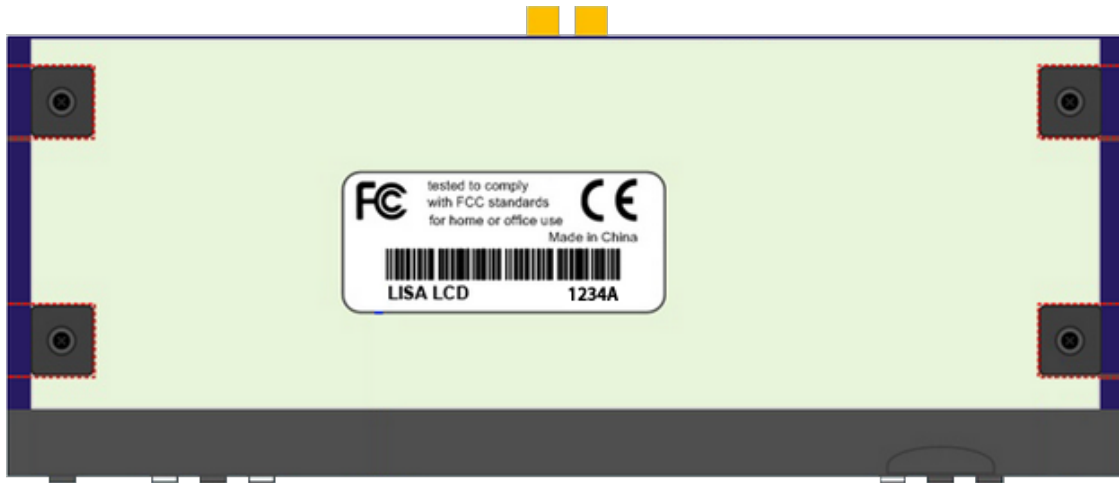 FC tested to comply
with FCC standards
for home or office use
CE
Made in China
LISA LCD 1234A